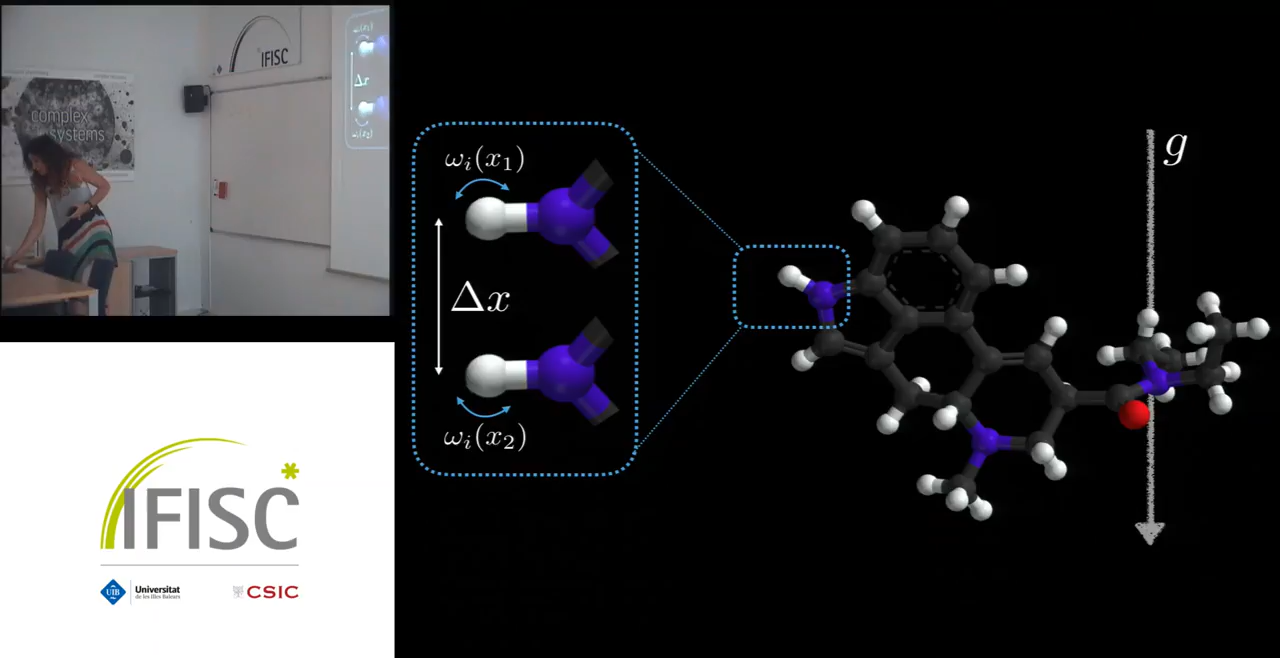 IFISC
complex
systems
Δx
IFISC
UIB
Universitat
de les Illes Balears
CSIC
ωᵢ(x₁)
Δx
ωᵢ(x₂)
g